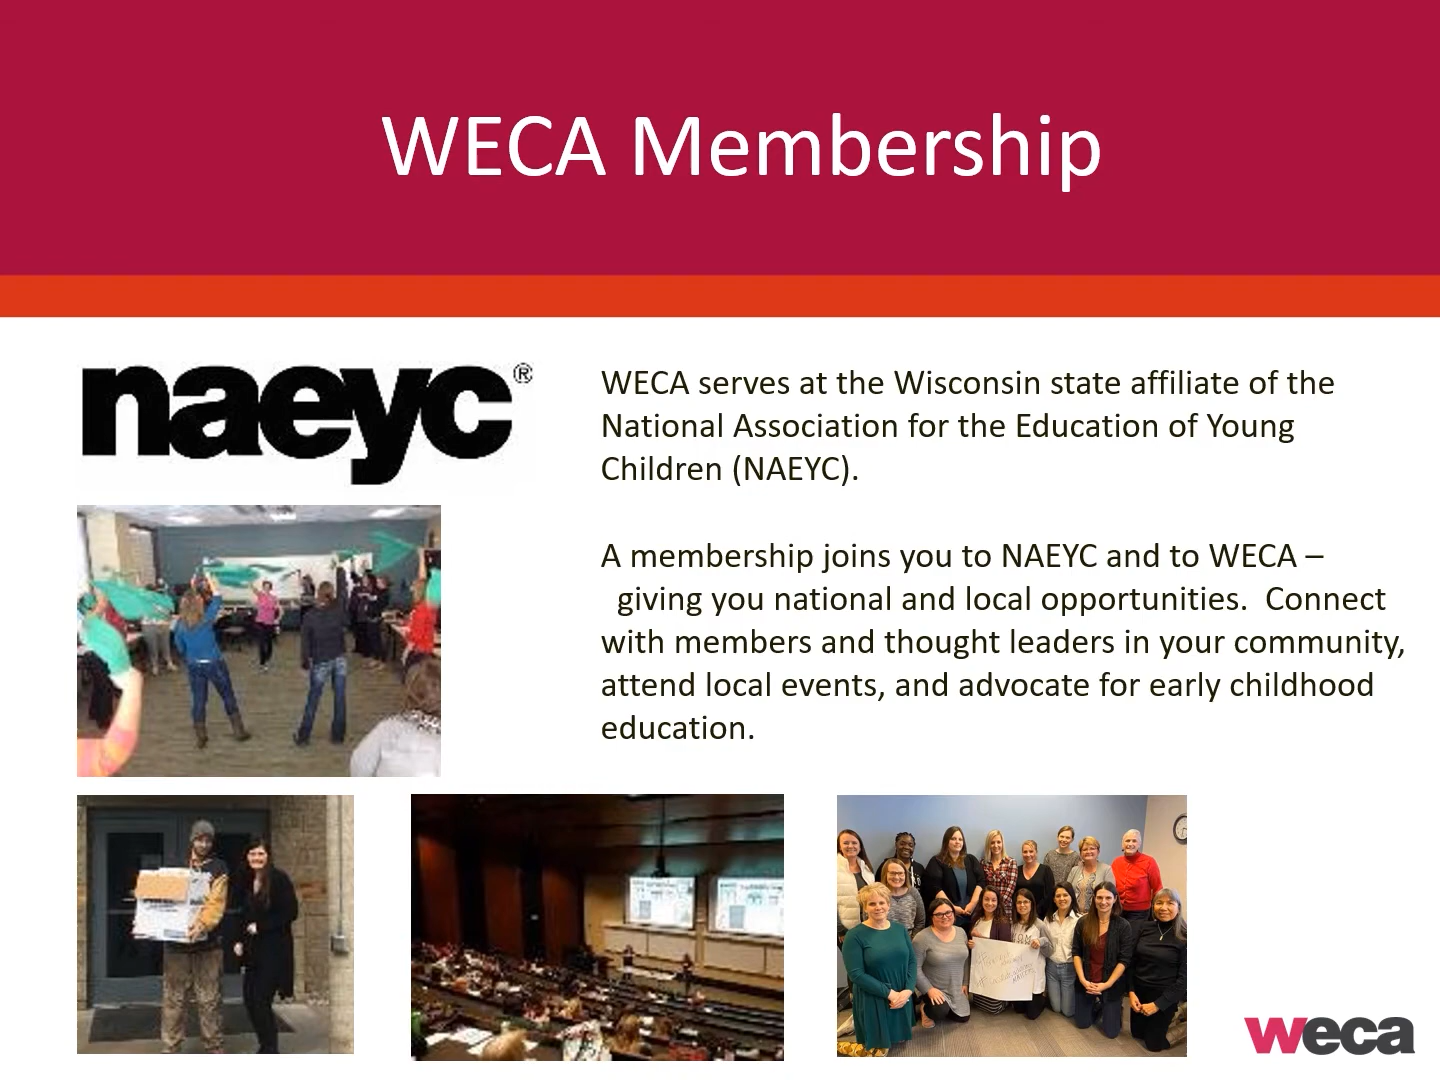 WECA Membership
naeyc®
WECA serves at the Wisconsin state affiliate of the
National Association for the Education of Young
Children (NAEYC).
A membership joins you to NAEYC and to WECA –
giving you national and local opportunities.  Connect
with members and thought leaders in your community,
attend local events, and advocate for early childhood
education.
weca